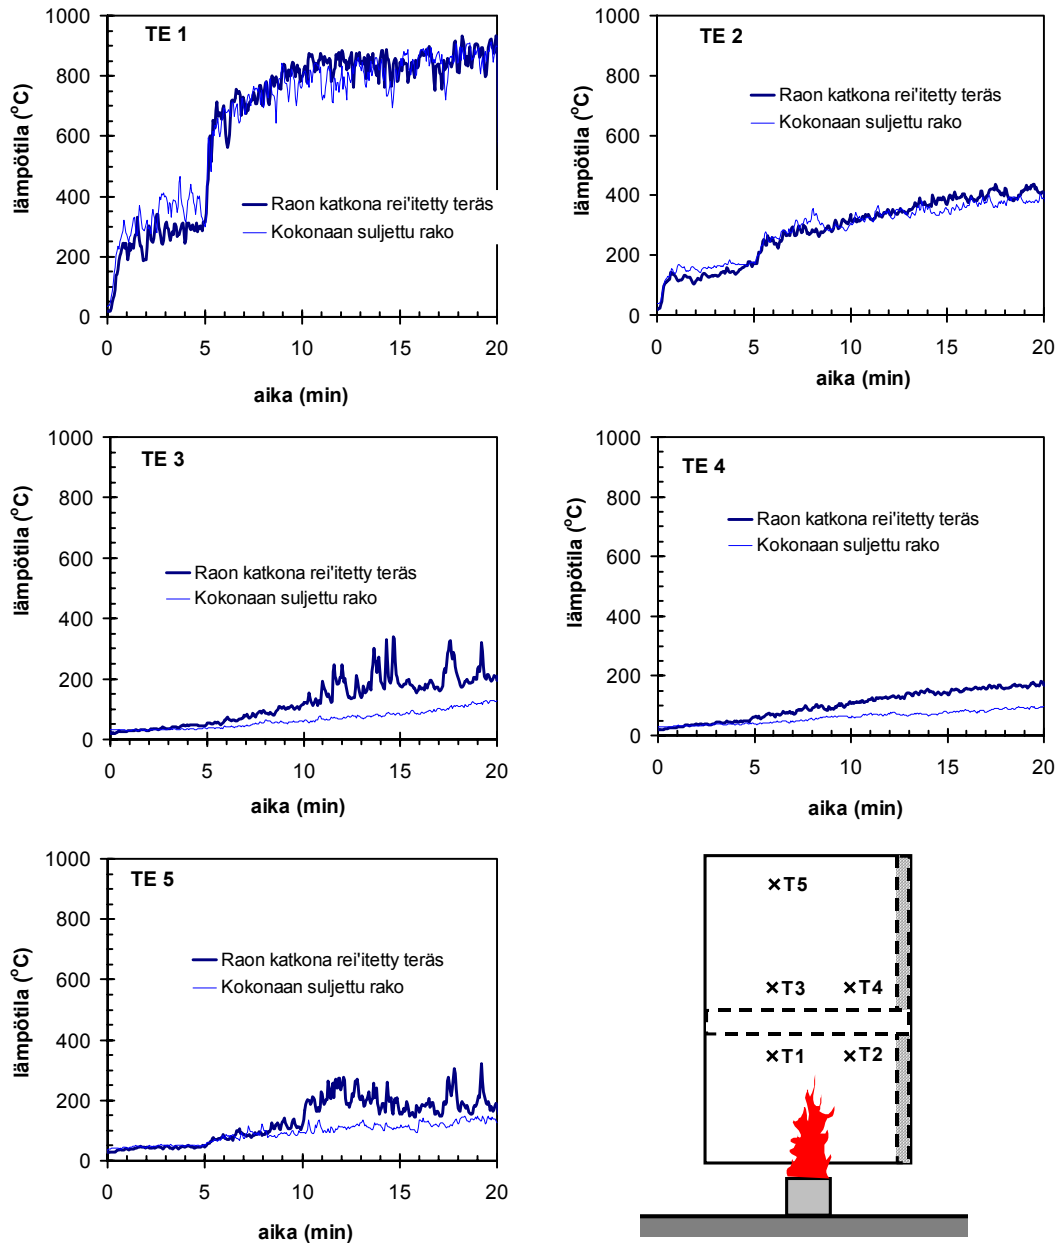 TE 1
lämpötila (°C)
1000
800
600
400
200
0
Raon katkona rei'itetty teräs
Kokonaan suljettu rako
0 5 10 15 20
aika (min)
TE 2
lämpötila (°C)
1000
800
600
400
200
0
Raon katkona rei'itetty teräs
Kokonaan suljettu rako
0 5 10 15 20
aika (min)
TE 3
lämpötila (°C)
1000
800
600
400
200
0
Raon katkona rei'itetty teräs
Kokonaan suljettu rako
0 5 10 15 20
aika (min)
TE 4
lämpötila (°C)
1000
800
600
400
200
0
Raon katkona rei'itetty teräs
Kokonaan suljettu rako
0 5 10 15 20
aika (min)
TE 5
lämpötila (°C)
1000
800
600
400
200
0
Raon katkona rei'itetty teräs
Kokonaan suljettu rako
0 5 10 15 20
aika (min)
T5
T3 T4
T1 T2